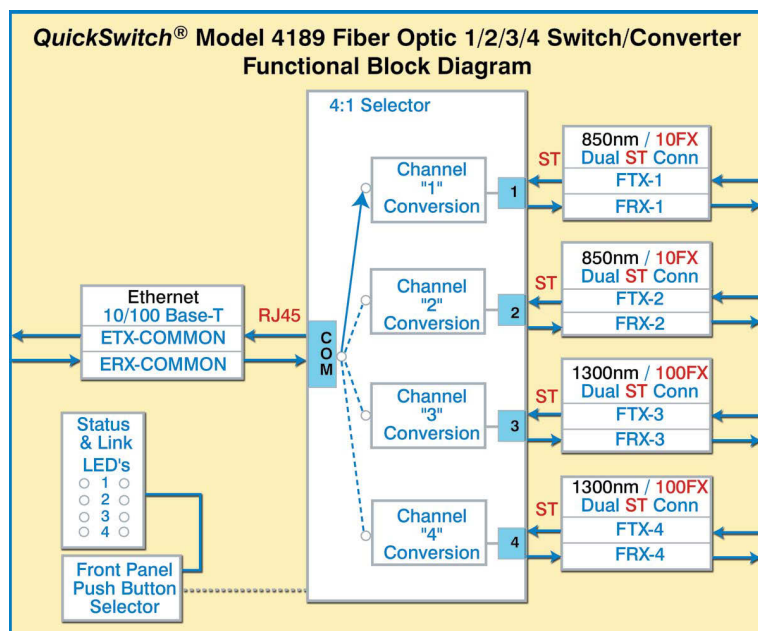 QuickSwitch® Model 4189 Fiber Optic 1/2/3/4 Switch/Converter
Functional Block Diagram
4:1 Selector
Channel
"1"
Conversion
1
ST
850nm / 10FX
Dual ST Conn
FTX-1
FRX-1
Channel
"2"
Conversion
2
ST
850nm / 10FX
Dual ST Conn
FTX-2
FRX-2
Ethernet
10/100 Base-T
ETX-COMMON
ERX-COMMON
RJ45
COM
Channel
"3"
Conversion
3
ST
1300nm / 100FX
Dual ST Conn
FTX-3
FRX-3
Channel
"4"
Conversion
4
ST
1300nm / 100FX
Dual ST Conn
FTX-4
FRX-4
Status
& Link
LED's
1
2
3
4
Front Panel
Push Button
Selector